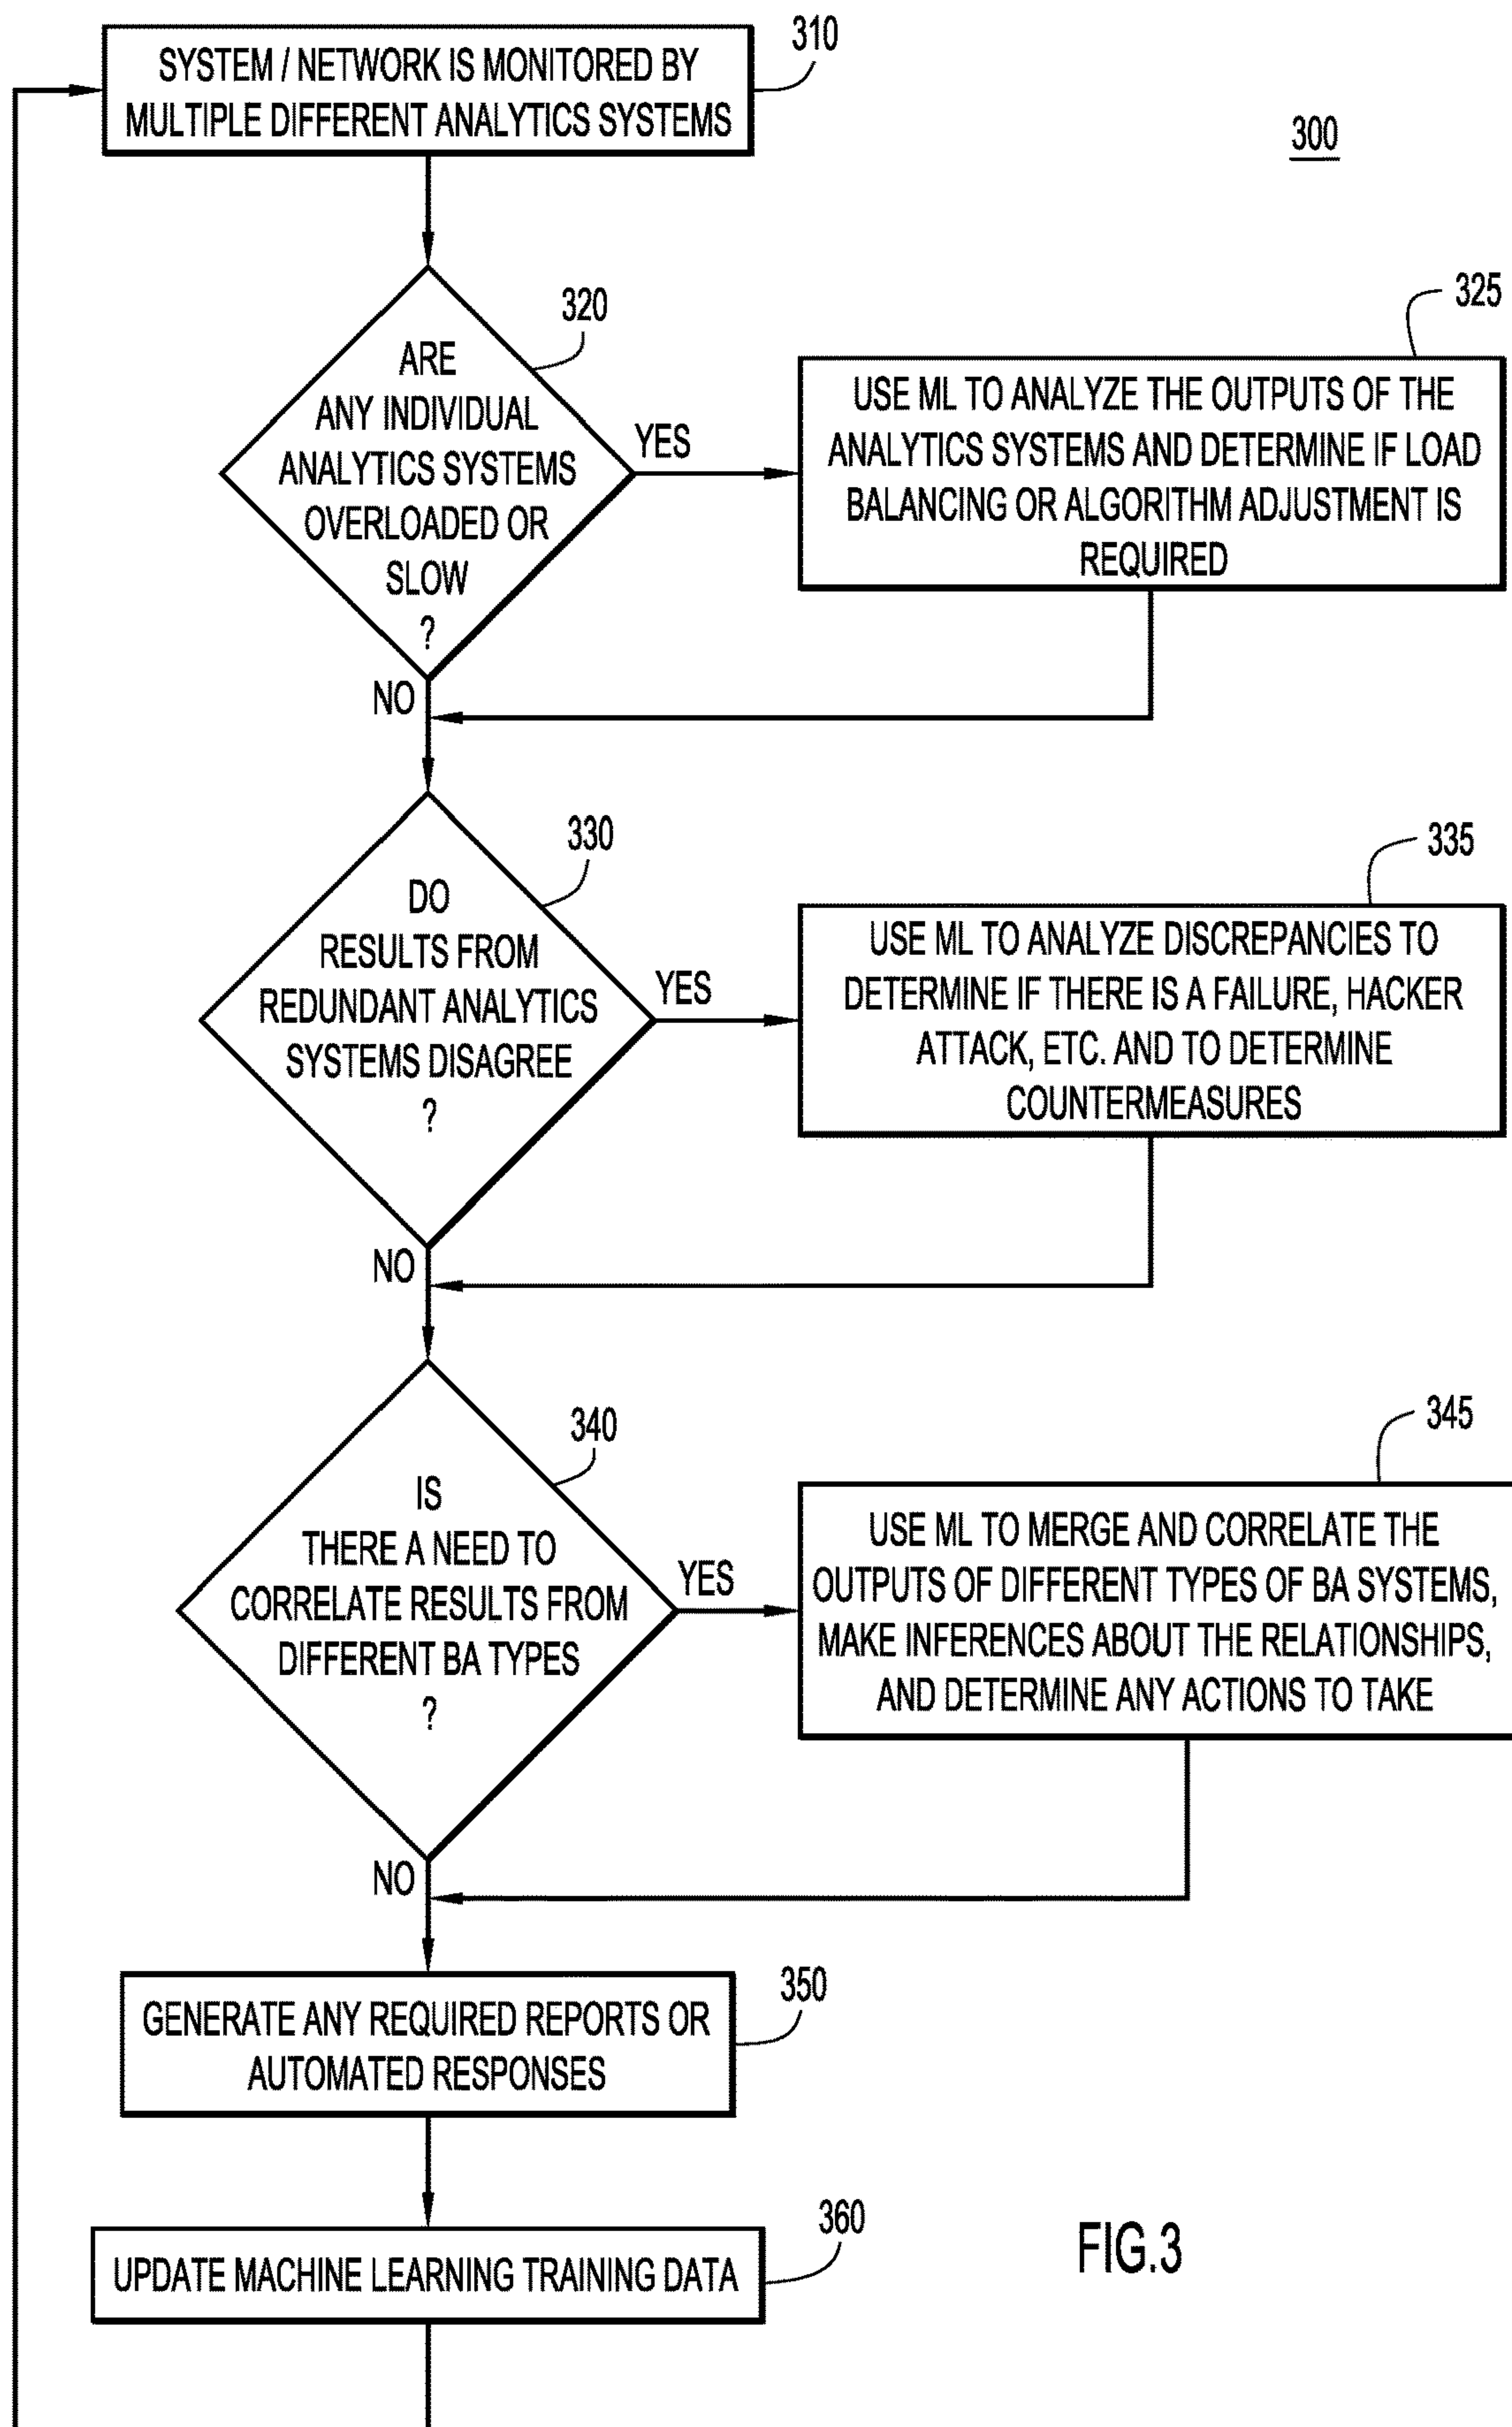 310
SYSTEM / NETWORK IS MONITORED BY
MULTIPLE DIFFERENT ANALYTICS SYSTEMS
300
320
ARE
ANY INDIVIDUAL
ANALYTICS SYSTEMS
OVERLOADED OR
SLOW
?
YES
325
USE ML TO ANALYZE THE OUTPUTS OF THE
ANALYTICS SYSTEMS AND DETERMINE IF LOAD
BALANCING OR ALGORITHM ADJUSTMENT IS
REQUIRED
NO
330
DO
RESULTS FROM
REDUNDANT ANALYTICS
SYSTEMS DISAGREE
?
YES
335
USE ML TO ANALYZE DISCREPANCIES TO
DETERMINE IF THERE IS A FAILURE, HACKER
ATTACK, ETC. AND TO DETERMINE
COUNTERMEASURES
NO
340
IS
THERE A NEED TO
CORRELATE RESULTS FROM
DIFFERENT BA TYPES
?
YES
345
USE ML TO MERGE AND CORRELATE THE
OUTPUTS OF DIFFERENT TYPES OF BA SYSTEMS,
MAKE INFERENCES ABOUT THE RELATIONSHIPS,
AND DETERMINE ANY ACTIONS TO TAKE
NO
350
GENERATE ANY REQUIRED REPORTS OR
AUTOMATED RESPONSES
360
UPDATE MACHINE LEARNING TRAINING DATA
FIG.3